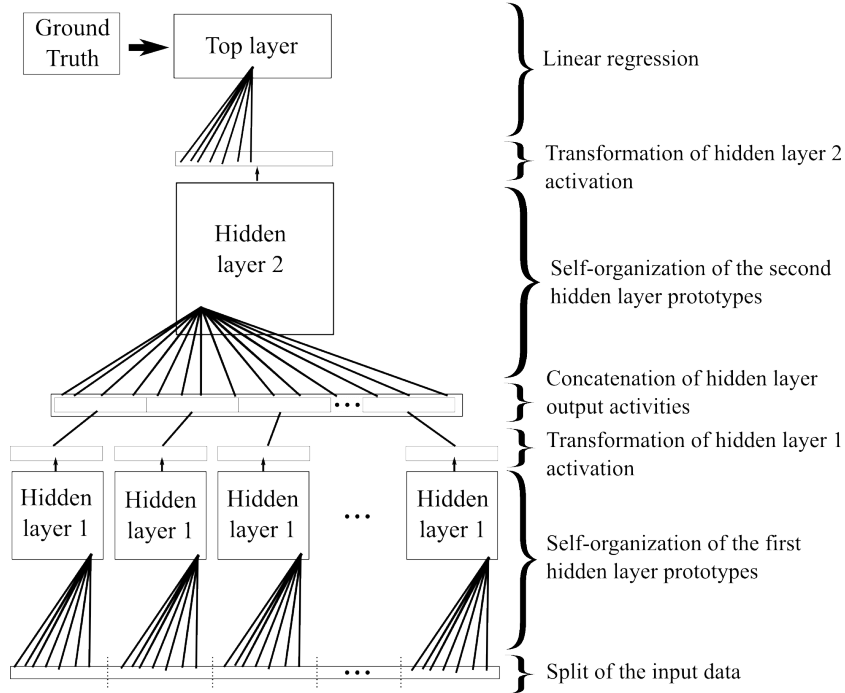 Ground
Truth
Top layer
Linear regression
Transformation of hidden layer 2
activation
Hidden
layer 2
Self-organization of the second
hidden layer prototypes
Concatenation of hidden layer
output activities
Transformation of hidden layer 1
activation
Hidden
layer 1
Hidden
layer 1
Hidden
layer 1
Hidden
layer 1
Self-organization of the first
hidden layer prototypes
Split of the input data